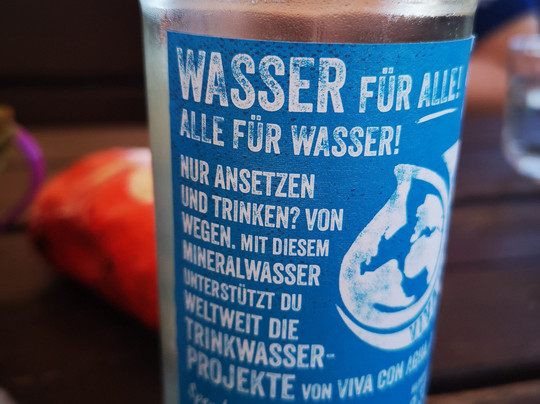 WASSER FÜR ALLE!
ALLE FÜR WASSER!
NUR ANSETZEN
UND TRINKEN? VON
WEGEN. MIT DIESEM
MINERALWASSER
UNTERSTÜTZT DU
WELTWEIT DIE
TRINKWASSER-
PROJEKTE VON VIVA CON AGUA